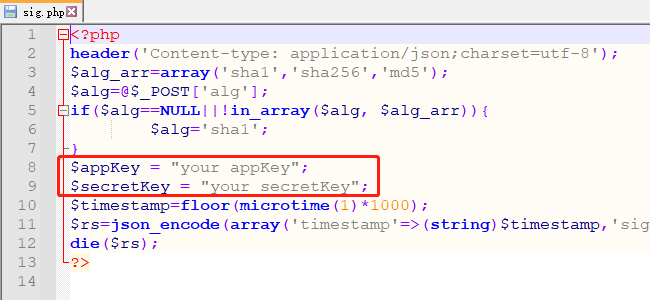 sig.php
1 <?php
2 header('Content-type: application/json;charset=utf-8');
3 $alg_arr=array('sha1','sha256','md5');
4 $alg=@$_POST['alg'];
5 if($alg==NULL||!in_array($alg, $alg_arr)){
6 $alg='sha1';
7 }
8 $appKey = "your appKey";
9 $secretKey = "your secretKey";
10 $timestamp=floor(microtime(1)*1000);
11 $rs=json_encode(array('timestamp'=>(string)$timestamp,'sig
12 die($rs);
13 ?>
14